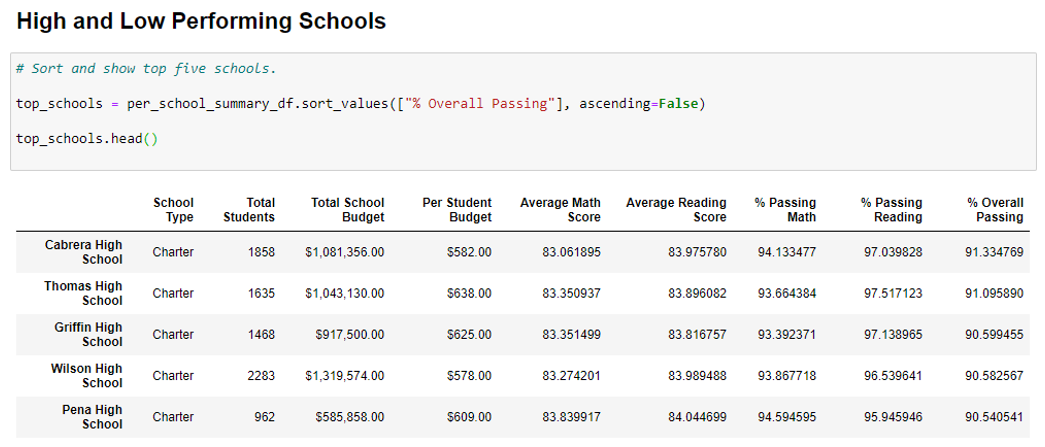 High and Low Performing Schools
# Sort and show top five schools.
top_schools = per_school_summary_df.sort_values(["% Overall Passing"], ascending=False)
top_schools.head()
School Type Total Students Total School Budget Per Student Budget Average Math Score Average Reading Score % Passing Math % Passing Reading % Overall Passing
Cabrera High School Charter 1858 $1,081,356.00 $582.00 83.061895 83.975780 94.133477 97.039828 91.334769
Thomas High School Charter 1635 $1,043,130.00 $638.00 83.350937 83.896082 93.664384 97.517123 91.095890
Griffin High School Charter 1468 $917,500.00 $625.00 83.351499 83.816757 93.392371 97.138965 90.599455
Wilson High School Charter 2283 $1,319,574.00 $578.00 83.274201 83.989488 93.867718 96.539641 90.582567
Pena High School Charter 962 $585,858.00 $609.00 83.839917 84.044699 94.594595 95.945946 90.540541